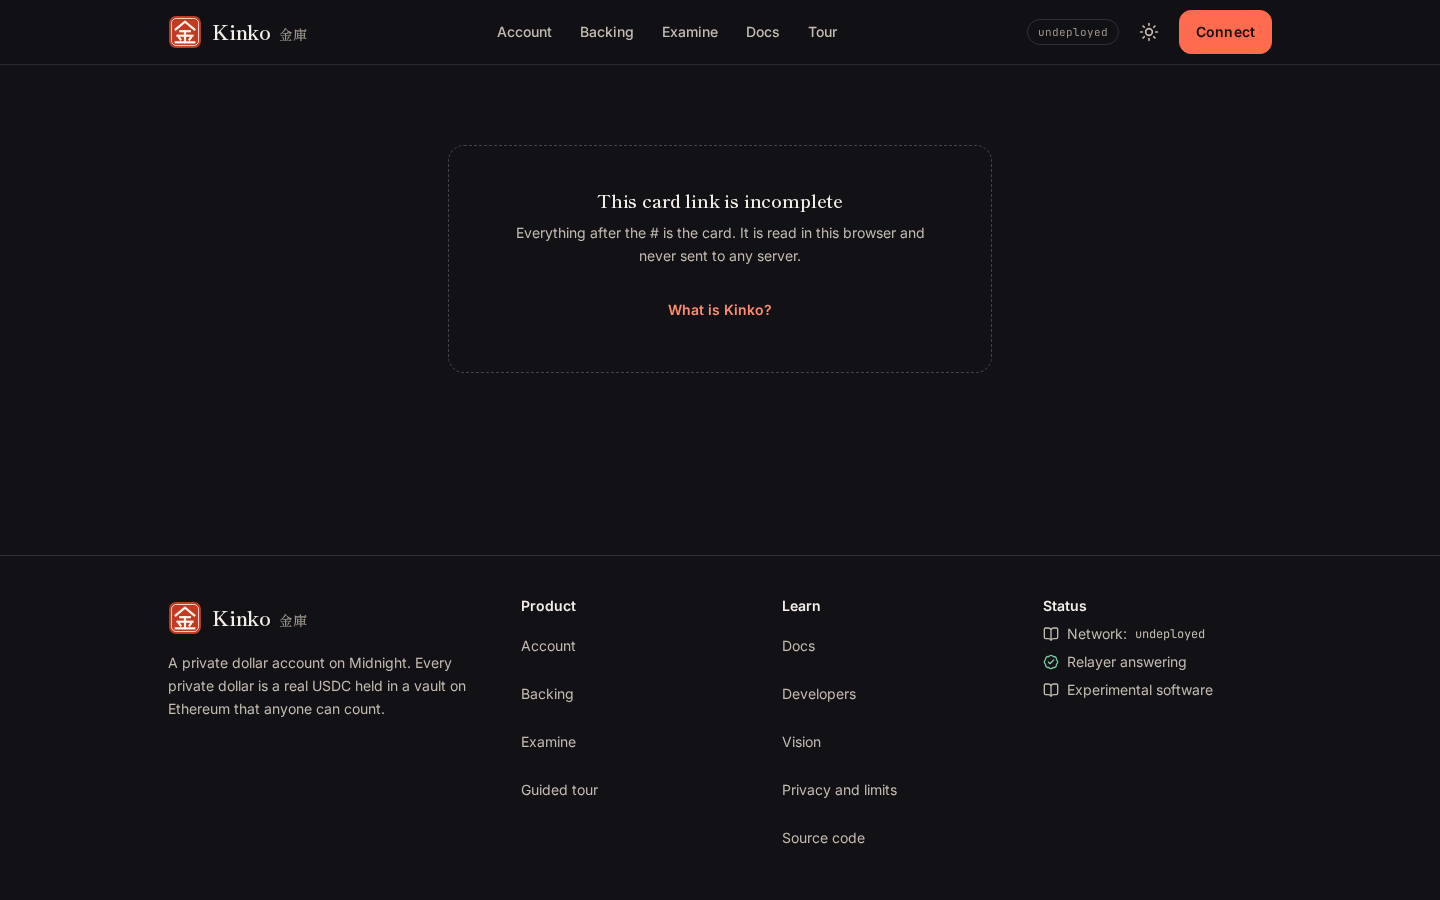 金 Kinko 金庫
Account
Backing
Examine
Docs
Tour
undeployed
Connect
This card link is incomplete
Everything after the # is the card. It is read in this browser and
never sent to any server.
What is Kinko?
金 Kinko 金庫
A private dollar account on Midnight. Every
private dollar is a real USDC held in a vault on
Ethereum that anyone can count.
Product
Account
Backing
Examine
Guided tour
Learn
Docs
Developers
Vision
Privacy and limits
Source code
Status
Network: undeployed
Relayer answering
Experimental software